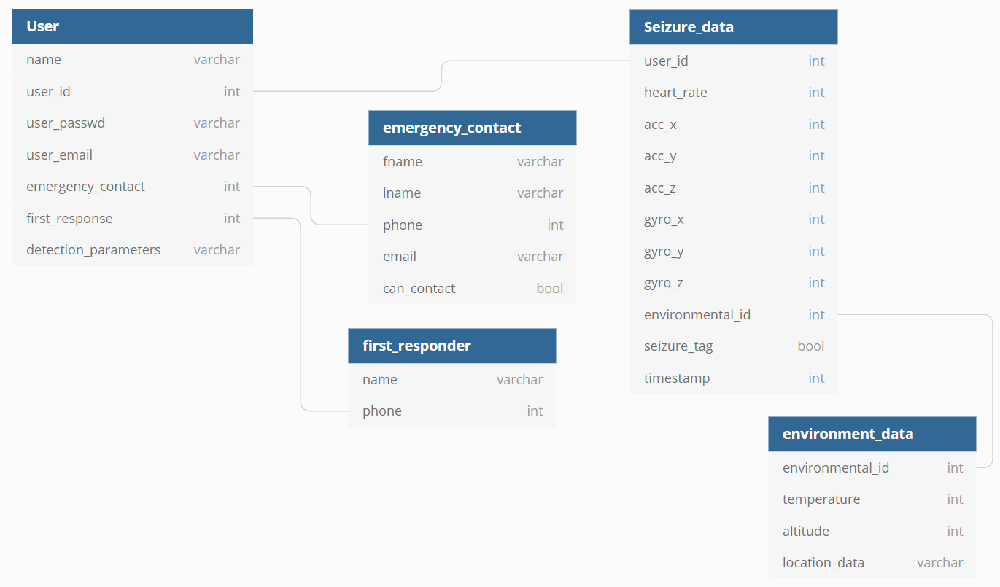 User
name varchar
user_id int
user_passwd varchar
user_email varchar
emergency_contact int
first_response int
detection_parameters varchar
emergency_contact
fname varchar
lname varchar
phone int
email varchar
can_contact bool
first_responder
name varchar
phone int
Seizure_data
user_id int
heart_rate int
acc_x int
acc_y int
acc_z int
gyro_x int
gyro_y int
gyro_z int
environmental_id int
seizure_tag bool
timestamp int
environment_data
environmental_id int
temperature int
altitude int
location_data varchar